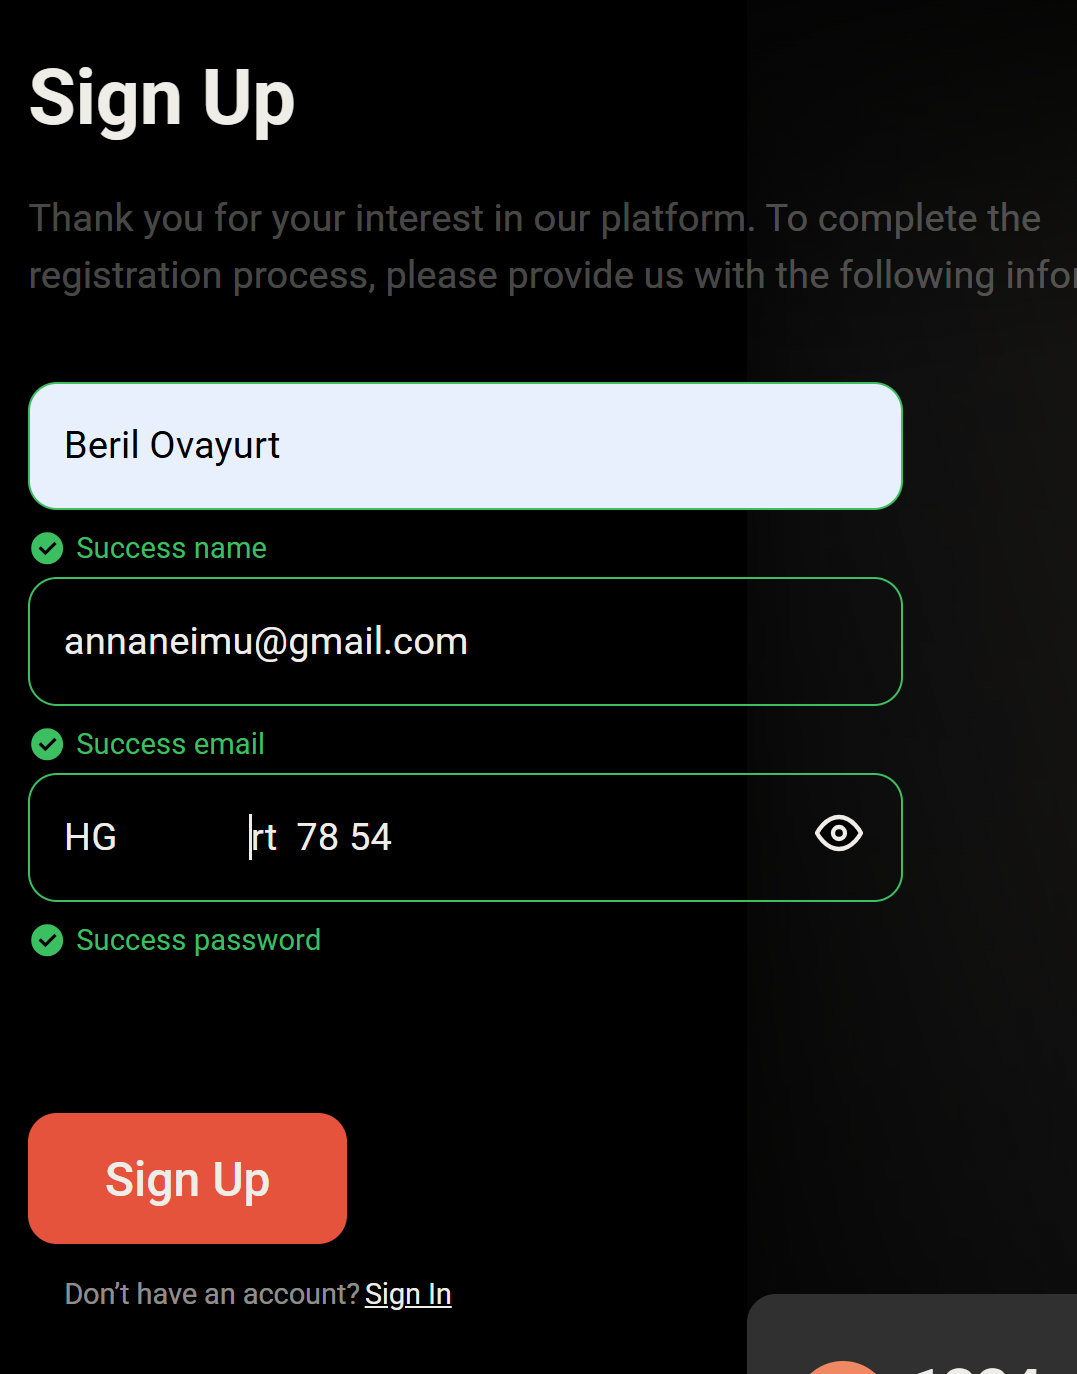 Sign Up
Thank you for your interest in our platform. To complete the
registration process, please provide us with the following
Beril Ovayurt
Success name
annaneimu@gmail.com
Success email
HG rt 78 54
Success password
Sign Up
Don’t have an account? Sign In